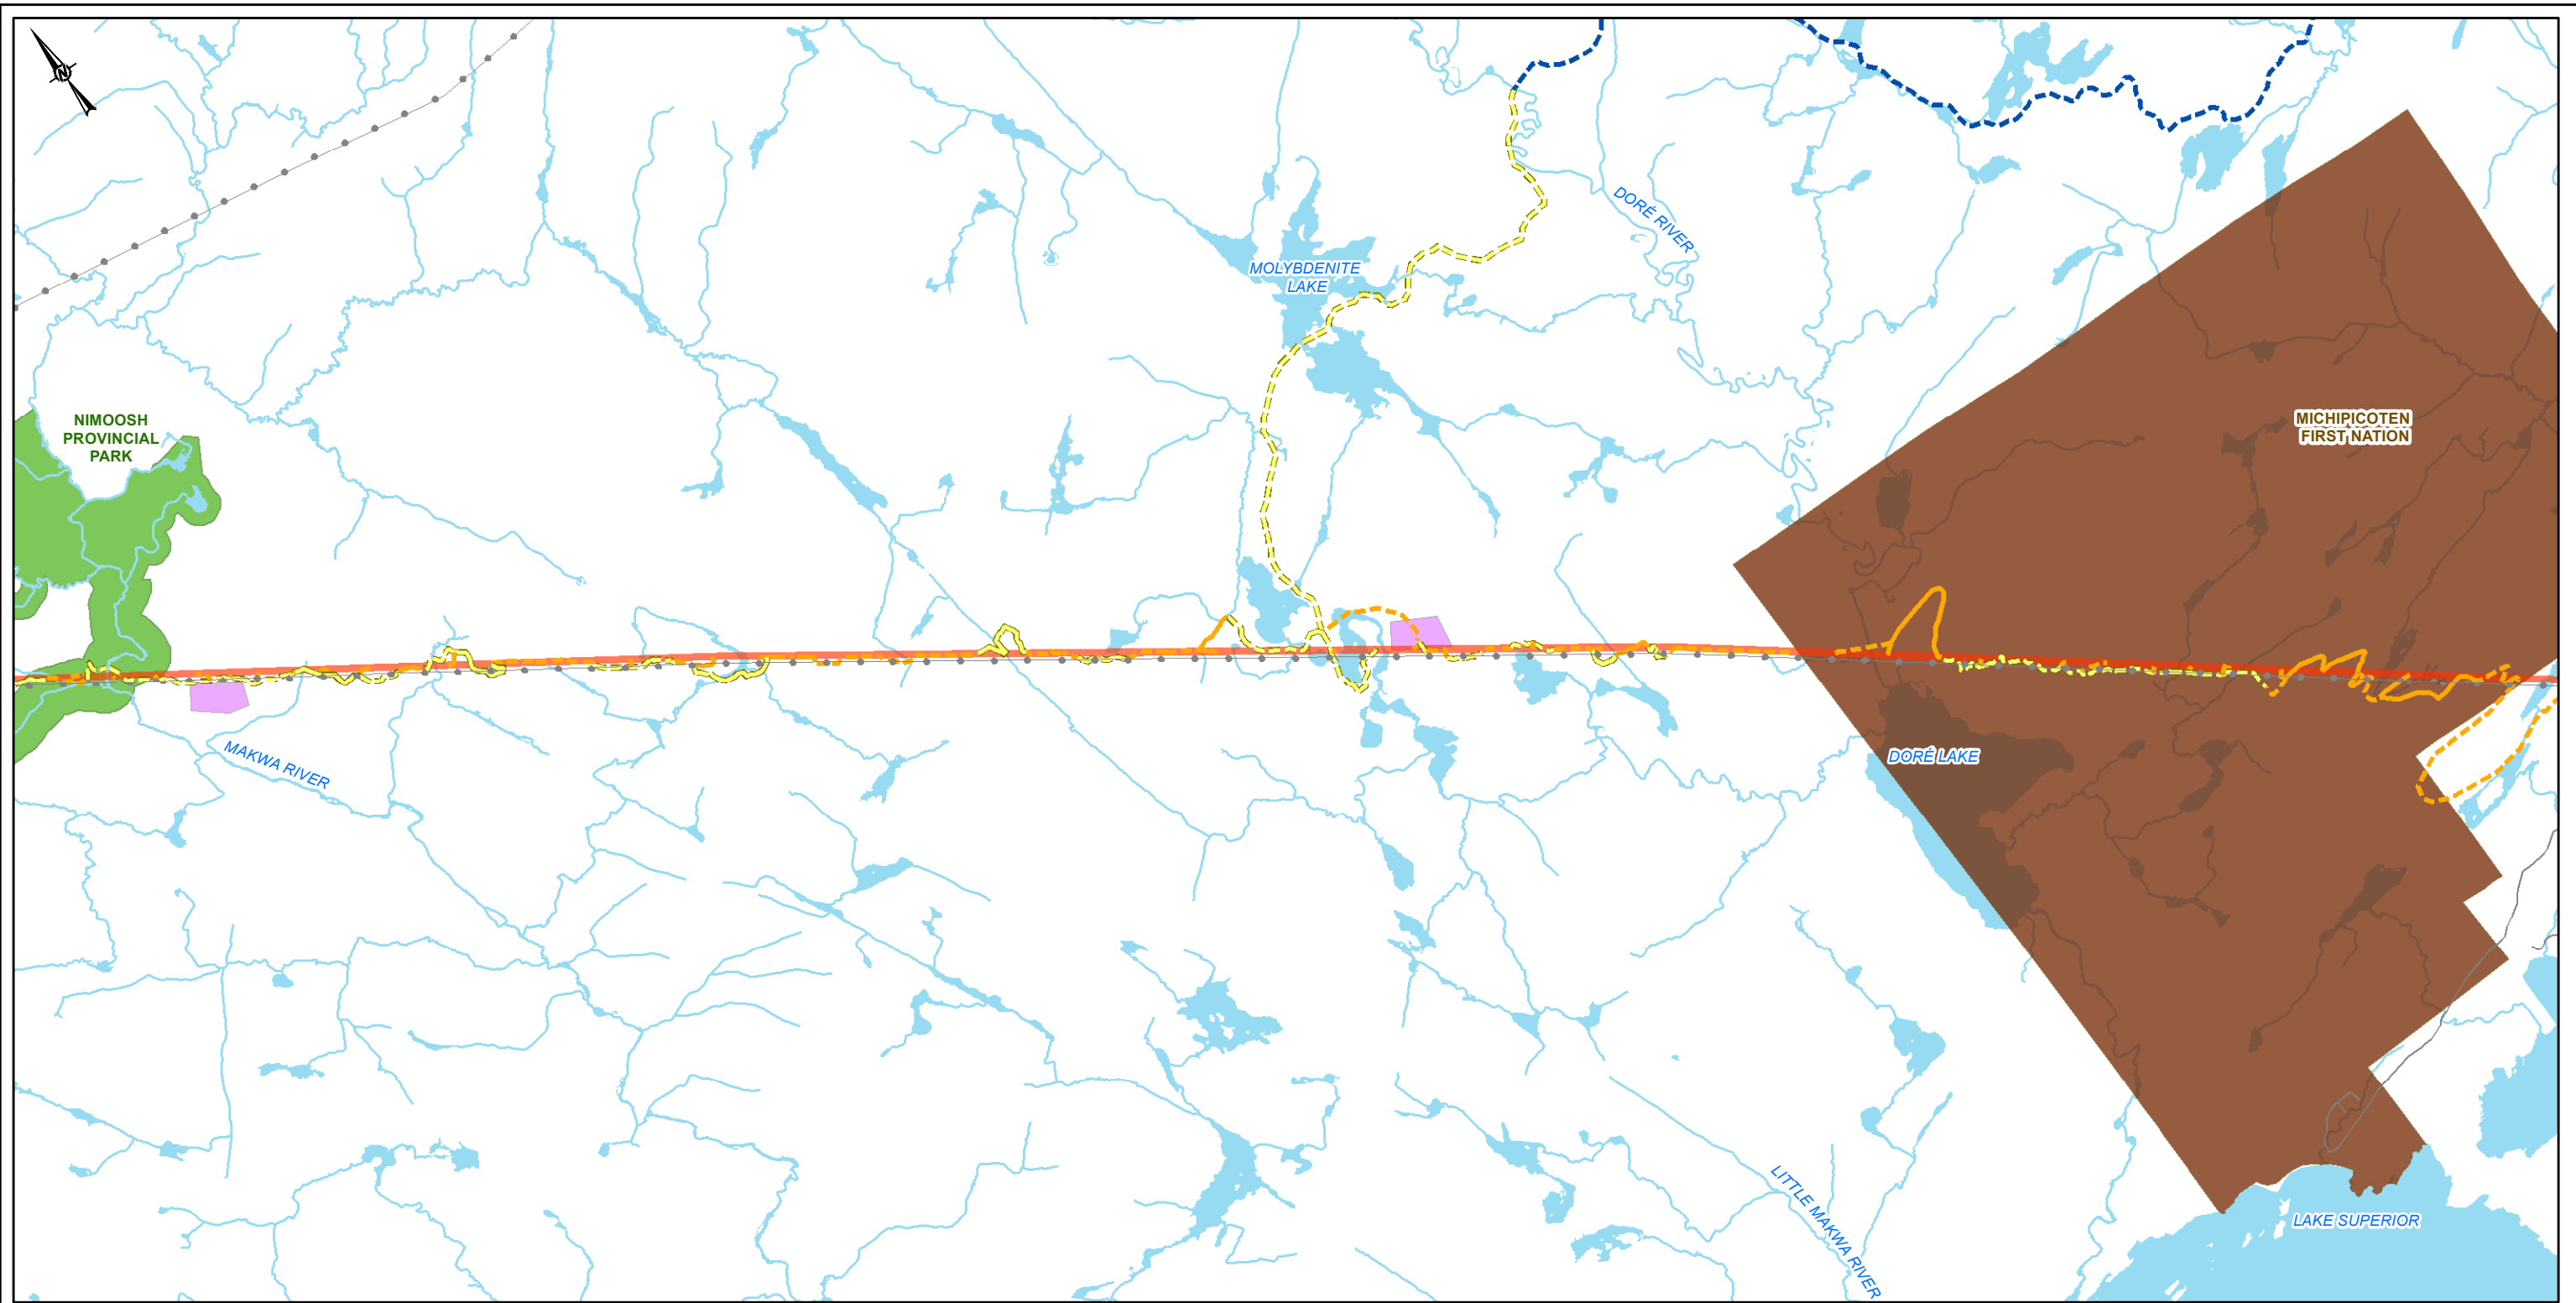 N
DORÉ RIVER
MOLYBDENITE
LAKE
NIMOOSH
PROVINCIAL
PARK
MICHIPICOTEN
FIRST NATION
MAKWA RIVER
DORÉ LAKE
LITTLE MAKWA RIVER
LAKE SUPERIOR